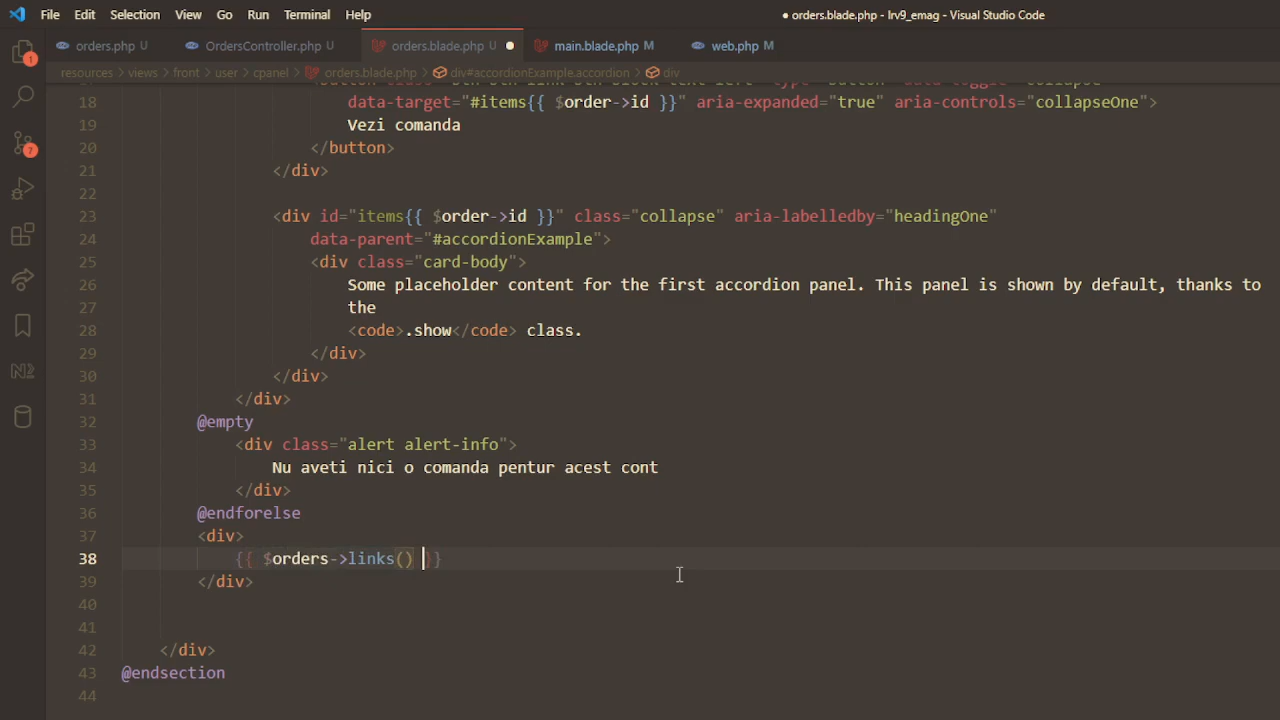 File Edit Selection View Go Run Terminal Help
● orders.blade.php - lrv9_emag - Visual Studio Code
orders.php U OrdersController.php U orders.blade.php U main.blade.php M web.php M
resources > views > front > user > cpanel > orders.blade.php > div#accordionExample.accordion > div
18 data-target="#items{{ $order->id }}" aria-expanded="true" aria-controls="collapseOne">
19 Vezi comanda
20 </button>
21 </div>
22
23 <div id="items{{ $order->id }}" class="collapse" aria-labelledby="headingOne"
24 data-parent="#accordionExample">
25 <div class="card-body">
26 Some placeholder content for the first accordion panel. This panel is shown by default, thanks to
27 the
28 <code>.show</code> class.
29 </div>
30 </div>
31 </div>
32 @empty
33 <div class="alert alert-info">
34 Nu aveti nici o comanda pentur acest cont
35 </div>
36 @endforelse
37 <div>
38 {{ $orders->links() }}
39 </div>
40
41
42 </div>
43 @endsection
44
1
7